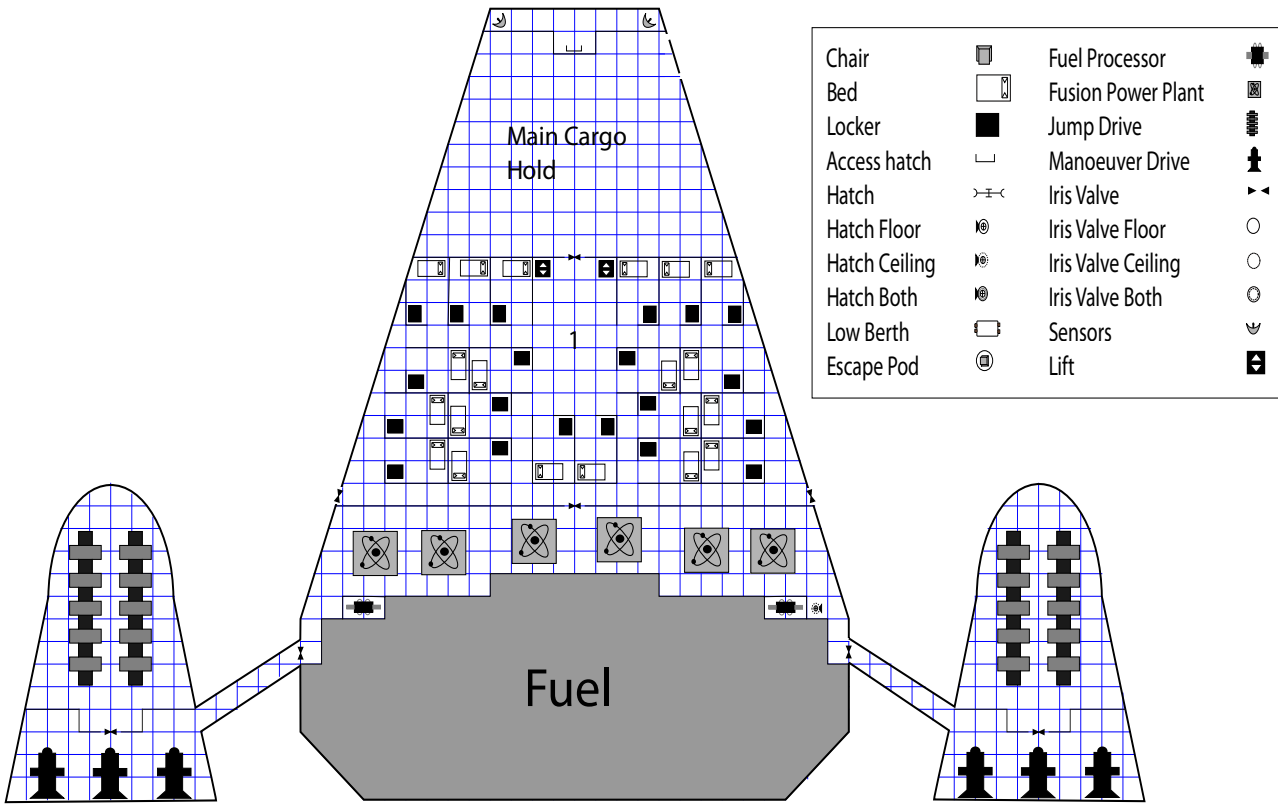 Main Cargo
Hold
1
Fuel
Chair
Bed
Locker
Access hatch
Hatch
Hatch Floor
Hatch Ceiling
Hatch Both
Low Berth
Escape Pod
Fuel Processor
Fusion Power Plant
Jump Drive
Manoeuver Drive
Iris Valve
Iris Valve Floor
Iris Valve Ceiling
Iris Valve Both
Sensors
Lift